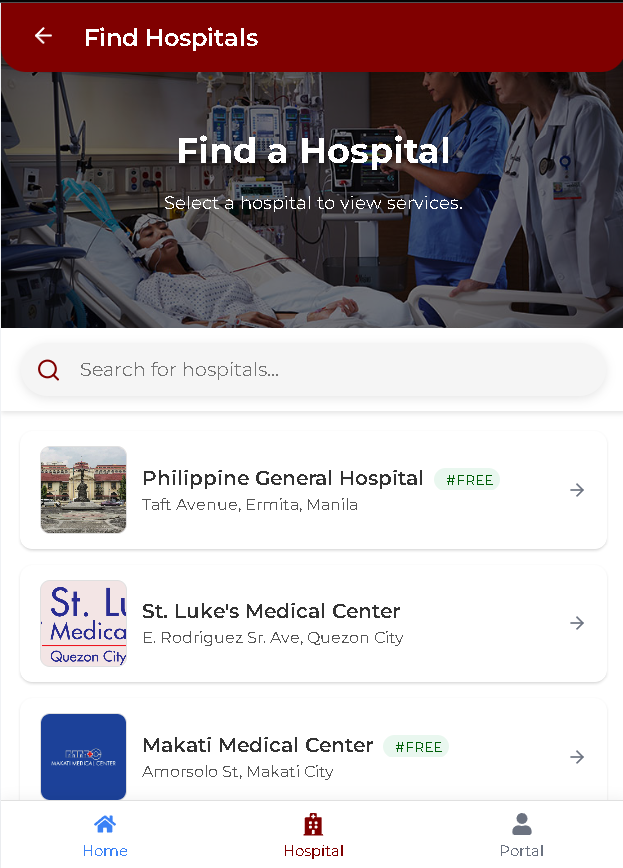 Find Hospitals
Find a Hospital
Select a hospital to view services.
Search for hospitals...
Philippine General Hospital #FREE
Taft Avenue, Ermita, Manila
St. Lu
Medica
Quezon City
St. Luke's Medical Center
E. Rodriguez Sr. Ave, Quezon City
MAKATI MEDICAL CENTER
Makati Medical Center #FREE
Amorsolo St, Makati City
Home
Hospital
Portal